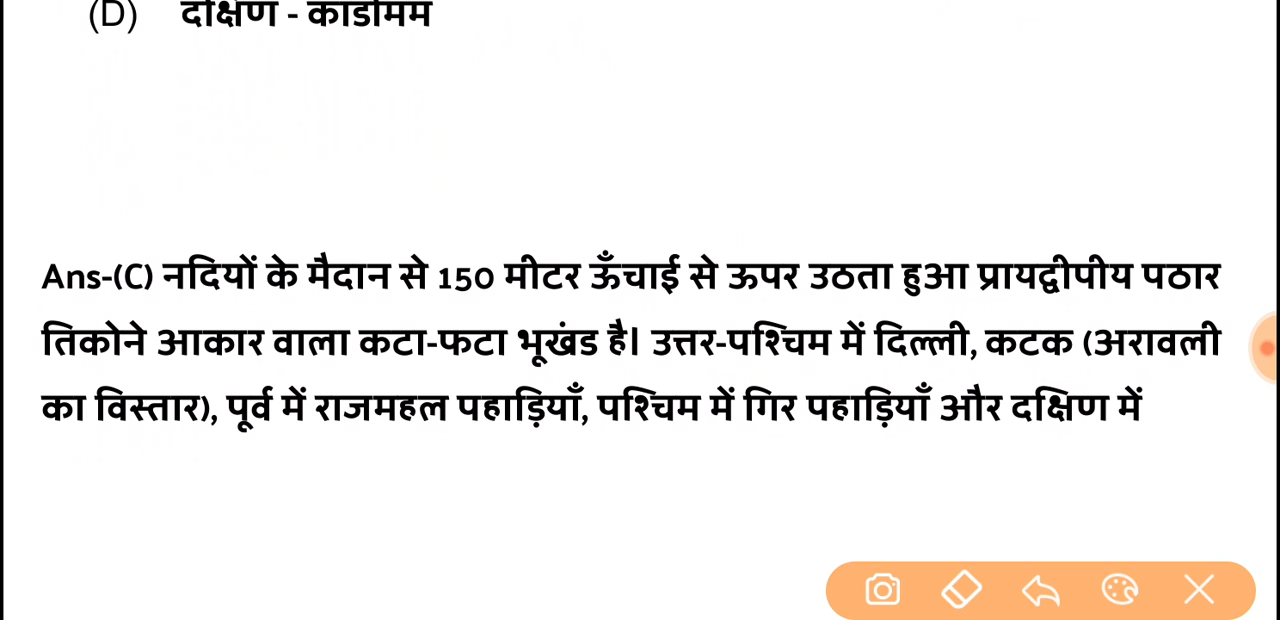 (D) दक्षिण - कार्डामम
Ans-(C) नदियों के मैदान से 150 मीटर ऊँचाई से ऊपर उठता हुआ प्रायद्वीपीय पठार
तिकोने आकार वाला कटा-फटा भूखंड है। उत्तर-पश्चिम में दिल्ली, कटक (अरावली
का विस्तार), पूर्व में राजमहल पहाड़ियाँ, पश्चिम में गिर पहाड़ियाँ और दक्षिण में